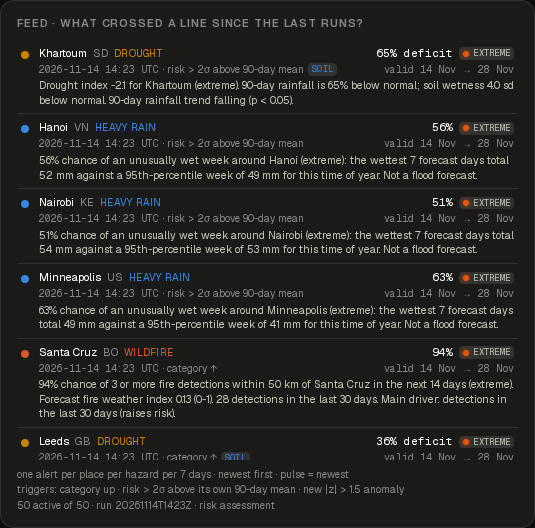 FEED · WHAT CROSSED A LINE SINCE THE LAST RUNS?
Khartoum SD DROUGHT 65% deficit EXTREME
2026-11-14 14:23 UTC · risk > 2σ above 90-day mean SOIL valid 14 Nov → 28 Nov
Drought index -2.1 for Khartoum (extreme). 90-day rainfall is 65% below normal; soil wetness 4.0 sd
below normal. 90-day rainfall trend falling (p < 0.05).
Hanoi VN HEAVY RAIN 56% EXTREME
2026-11-14 14:23 UTC · risk > 2σ above 90-day mean valid 14 Nov → 28 Nov
56% chance of an unusually wet week around Hanoi (extreme): the wettest 7 forecast days total
52 mm against a 95th-percentile week of 49 mm for this time of year. Not a flood forecast.
Nairobi KE HEAVY RAIN 51% EXTREME
2026-11-14 14:23 UTC · risk > 2σ above 90-day mean valid 14 Nov → 28 Nov
51% chance of an unusually wet week around Nairobi (extreme): the wettest 7 forecast days total
54 mm against a 95th-percentile week of 53 mm for this time of year. Not a flood forecast.
Minneapolis US HEAVY RAIN 63% EXTREME
2026-11-14 14:23 UTC · risk > 2σ above 90-day mean valid 14 Nov → 28 Nov
63% chance of an unusually wet week around Minneapolis (extreme): the wettest 7 forecast days
total 49 mm against a 95th-percentile week of 41 mm for this time of year. Not a flood forecast.
Santa Cruz BO WILDFIRE 94% EXTREME
2026-11-14 14:23 UTC · category ↑ valid 14 Nov → 28 Nov
94% chance of 3 or more fire detections within 50 km of Santa Cruz in the next 14 days (extreme).
Forecast fire weather index 0.13 (0-1). 28 detections in the last 30 days. Main driver: detections in
the last 30 days (raises risk).
Leeds GB DROUGHT 36% deficit EXTREME
2026-11-14 14:23 UTC · category ↑ SOIL valid 14 Nov → 28 Nov
one alert per place per hazard per 7 days · newest first · pulse = newest
triggers: category up · risk > 2σ above its own 90-day mean · new |z| > 1.5 anomaly
50 active of 50 · run 20261114T1423Z · risk assessment